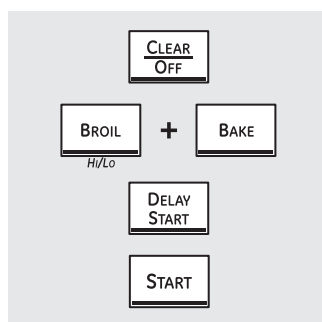 CLEAR
OFF
BROIL + BAKE
Hi/Lo
DELAY
START
START